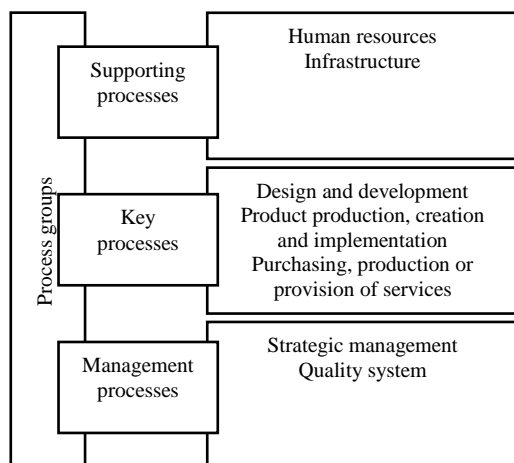 Process groups
Supporting
processes
Human resources
Infrastructure
Key
processes
Design and development
Product production, creation
and implementation
Purchasing, production or
provision of services
Management
processes
Strategic management
Quality system